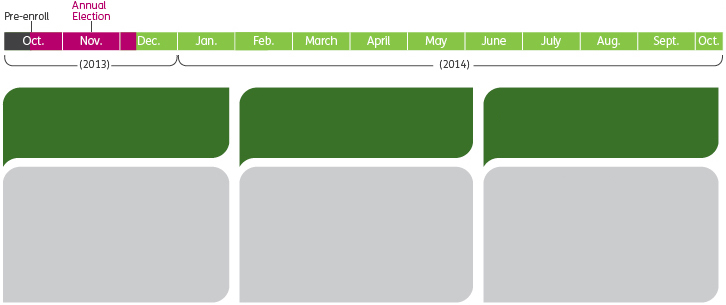 Annual
Pre-enroll Election
Oct. Nov. Dec. Jan. Feb. March April May June July Aug. Sept. Oct.
(2013) (2014)